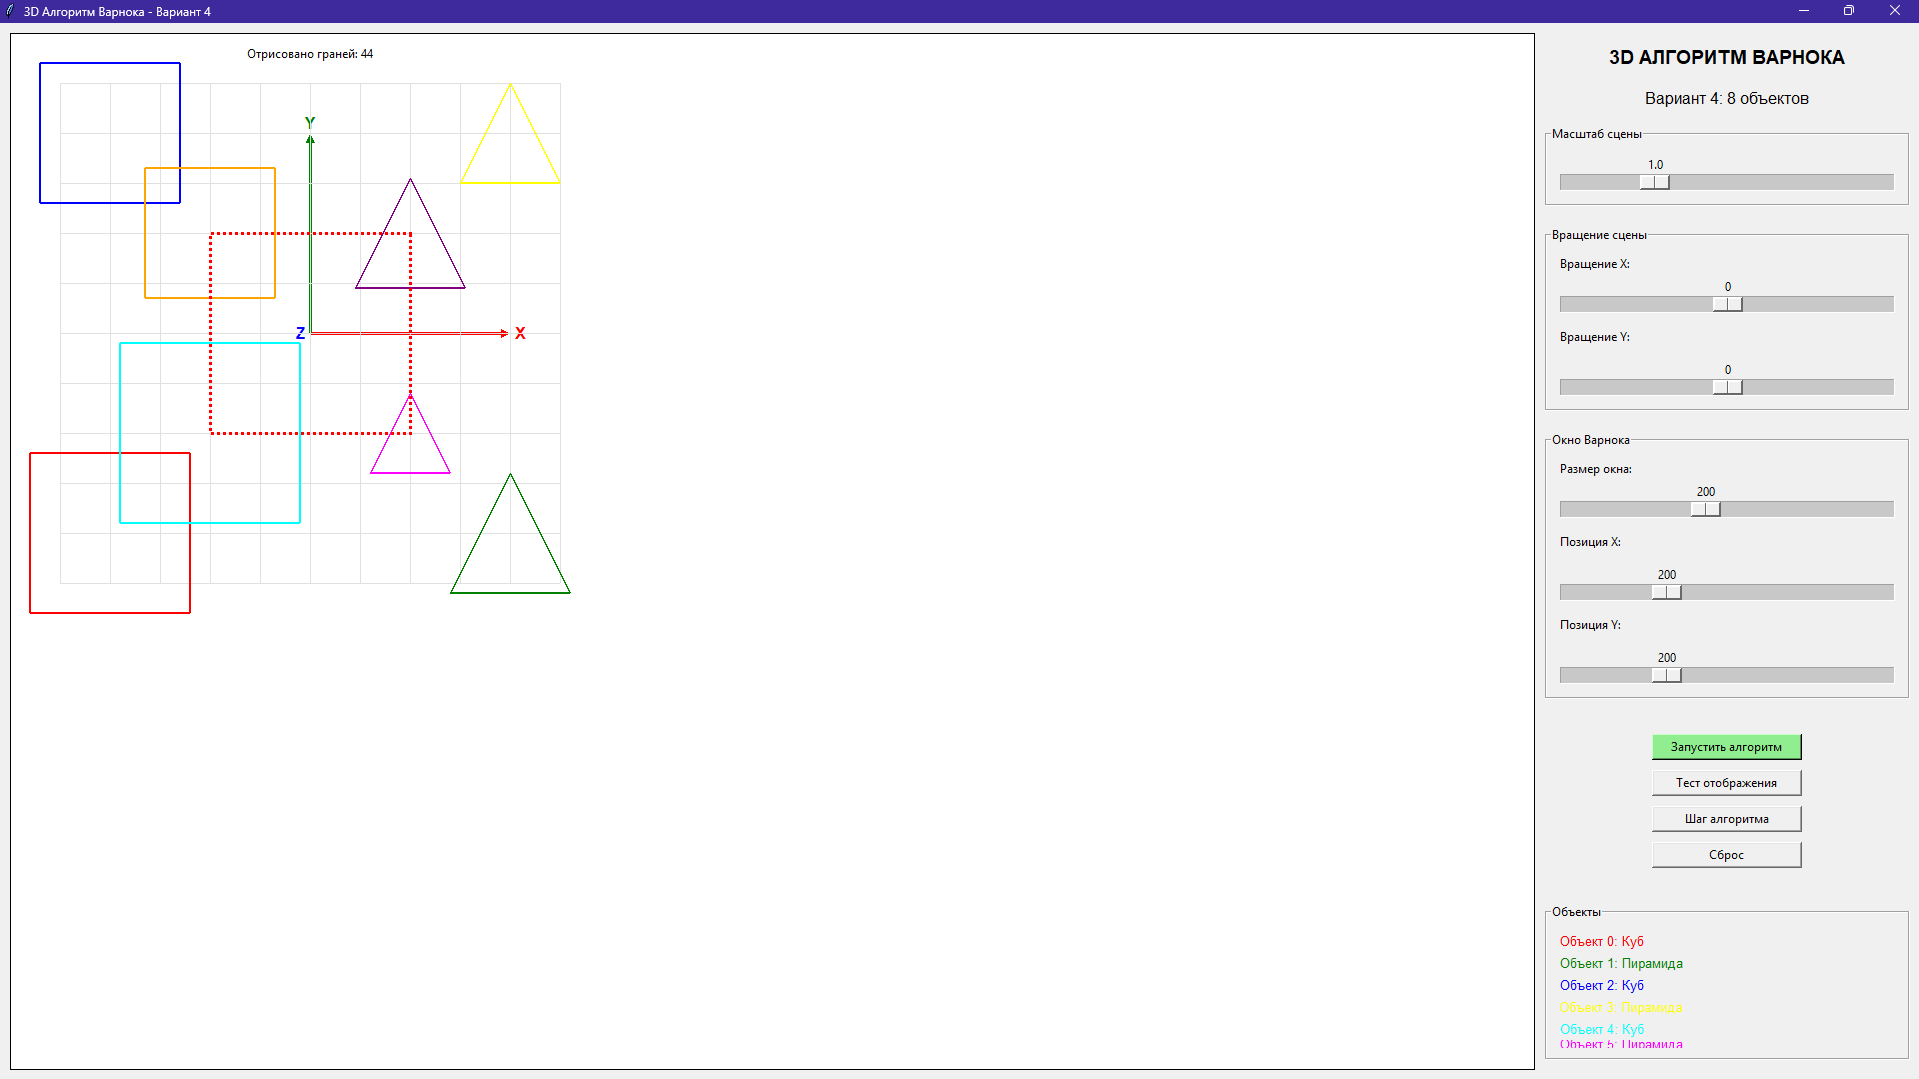 3D Алгоритм Варнока - Вариант 4
Отрисовано граней: 44
Y
Z
X
3D АЛГОРИТМ ВАРНОКА
Вариант 4: 8 объектов
Масштаб сцены
1.0
Вращение сцены
Вращение X:
0
Вращение Y:
0
Окно Варнока
Размер окна:
200
Позиция X:
200
Позиция Y:
200
Запустить алгоритм
Тест отображения
Шаг алгоритма
Сброс
Объекты
Объект 0: Куб
Объект 1: Пирамида
Объект 2: Куб
Объект 3: Пирамида
Объект 4: Куб
Объект 5: Пирамида